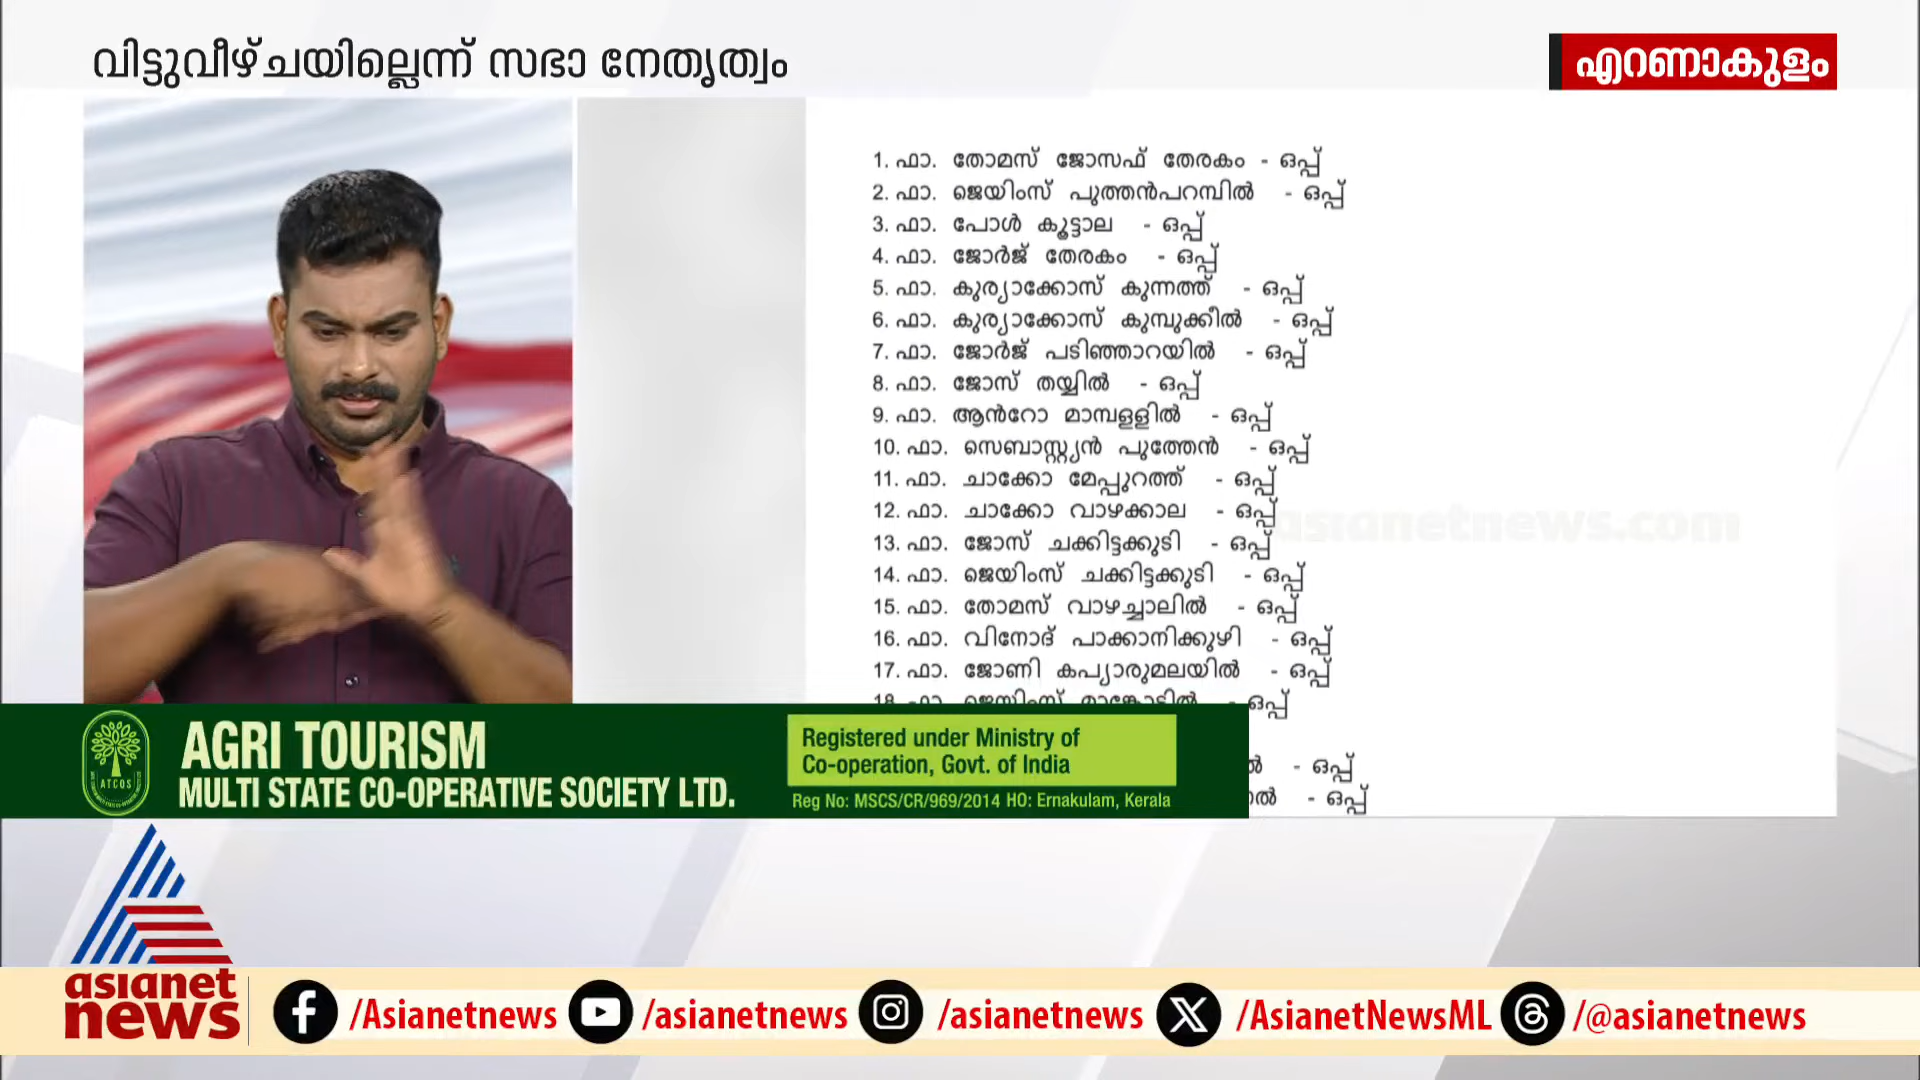 വിട്ടുവീഴ്ചയില്ലെന്ന് സഭാ നേതൃത്വം
എറണാകുളം
1. ഫാ. തോമസ് ജോസഫ് തേരകം - ഒപ്പ്
2. ഫാ. ജെയിംസ് പുത്തൻപറമ്പിൽ - ഒപ്പ്
3. ഫാ. പോൾ കൂട്ടാല - ഒപ്പ്
4. ഫാ. ജോർജ് തേരകം - ഒപ്പ്
5. ഫാ. കുര്യാക്കോസ് കുന്നത്ത് - ഒപ്പ്
6. ഫാ. കുര്യാക്കോസ് കുമ്പുക്കീൽ - ഒപ്പ്
7. ഫാ. ജോർജ് പടിഞ്ഞാറയിൽ - ഒപ്പ്
8. ഫാ. ജോസ് തയ്യിൽ - ഒപ്പ്
9. ഫാ. ആൻറോ മാമ്പള്ളിൽ - ഒപ്പ്
10. ഫാ. സെബാസ്റ്റ്യൻ പുത്തേൻ - ഒപ്പ്
11. ഫാ. ചാക്കോ മേപ്പുറത്ത് - ഒപ്പ്
12. ഫാ. ചാക്കോ വാഴക്കാല - ഒപ്പ്
13. ഫാ. ജോസ് ചക്കിട്ടക്കുടി - ഒപ്പ്
14. ഫാ. ജെയിംസ് ചക്കിട്ടക്കുടി - ഒപ്പ്
15. ഫാ. തോമസ് വാഴച്ചാലിൽ - ഒപ്പ്
16. ഫാ. വിനോദ് പാക്കാനിക്കുഴി - ഒപ്പ്
17. ഫാ. ജോണി കപ്യാരുമലയിൽ - ഒപ്പ്
18. ഫാ. ജെയിംസ് - ഒപ്പ്
- ഒപ്പ്
- ഒപ്പ്
asianetnews.com
ATCOS
AGRI TOURISM
MULTI STATE CO-OPERATIVE SOCIETY LTD.
Registered under Ministry of
Co-operation, Govt. of India
Reg No: MSCS/CR/969/2014 HO: Ernakulam, Kerala
asianet
news
/Asianetnews
/asianetnews
/asianetnews
/AsianetNewsML
/@asianetnews